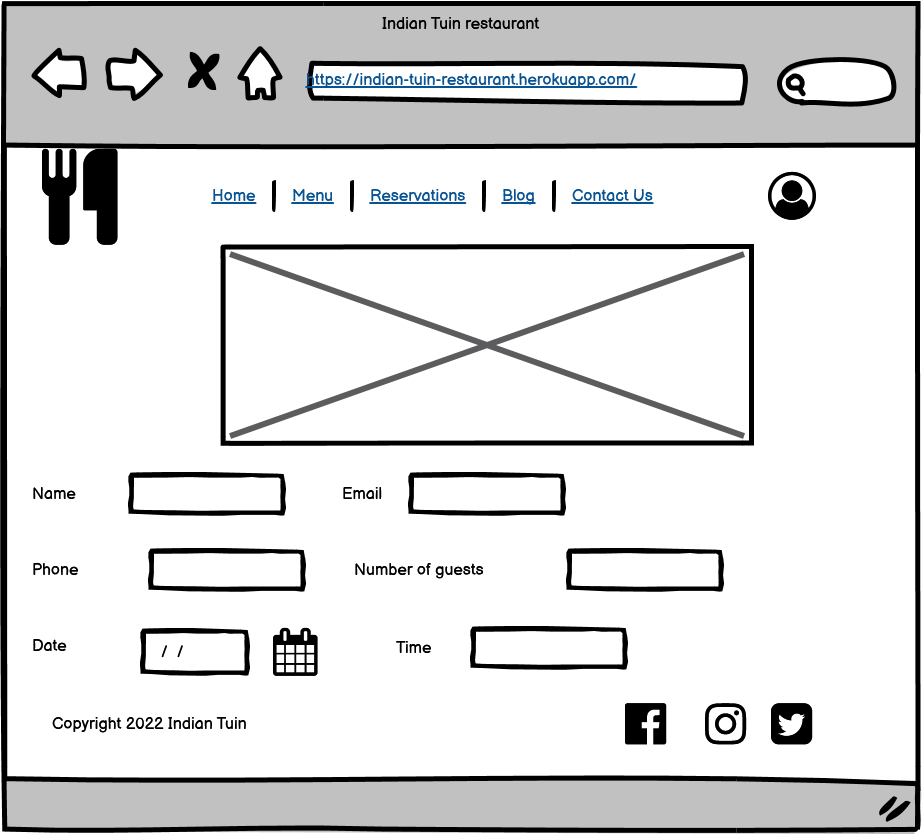 Indian Tuin restaurant
https://indian-tuin-restaurant.herokuapp.com/
Home Menu Reservations Blog Contact Us
Name Email
Phone Number of guests
Date / / Time
Copyright 2022 Indian Tuin